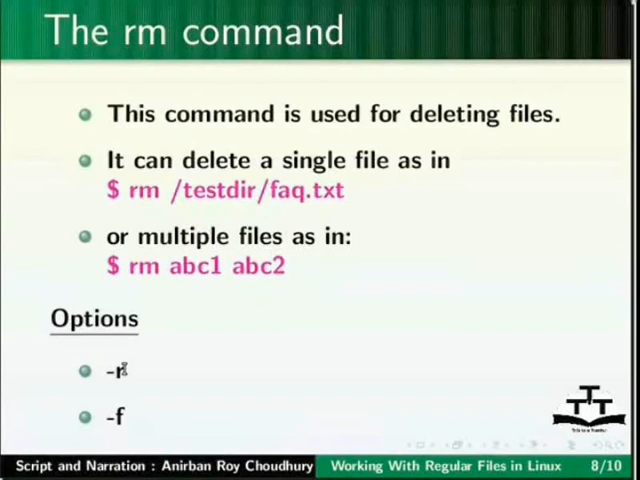 The rm command
This command is used for deleting files.
It can delete a single file as in
$ rm /testdir/faq.txt
or multiple files as in:
$ rm abc1 abc2
Options
-r
-f
Script and Narration : Anirban Roy Choudhury
Working With Regular Files in Linux
8/10